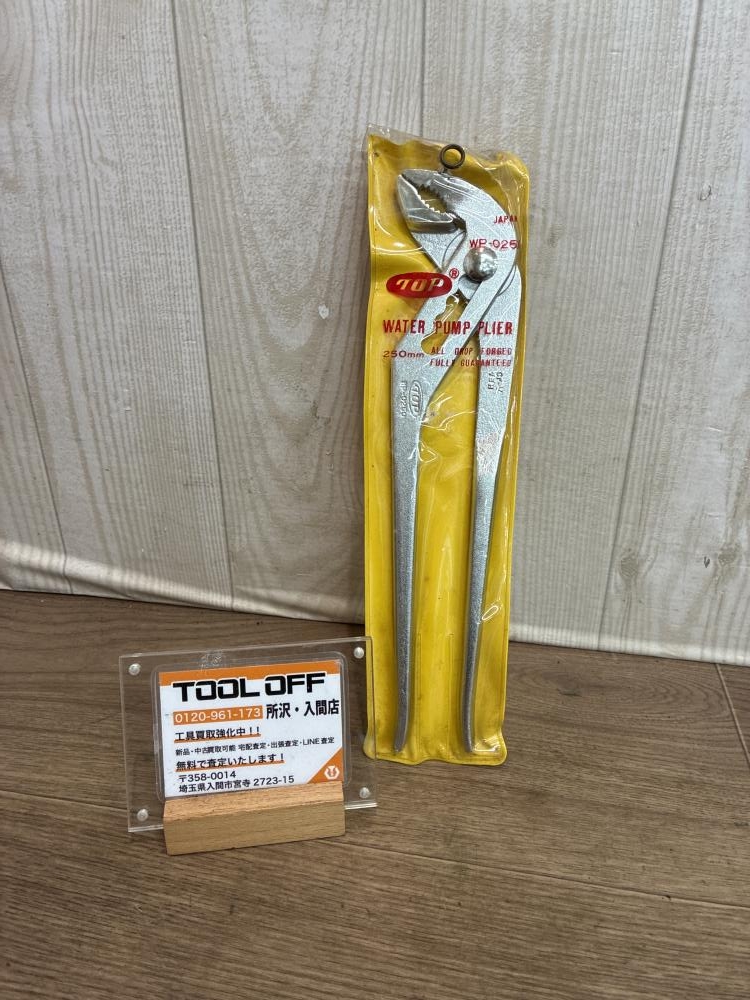 JAPAN
WP-025
TOP®
WATER PUMP PLIER
250mm ALL DROP FORGED
FULLY GUARANTEED
TOP
TOOL OFF
0120-961-173 所沢・入間店
工具買取強化中！！
新品・中古買取可能 宅配査定・出張査定・LINE査定
無料で査定いたします！
〒358-0014
埼玉県入間市宮寺 2723-15